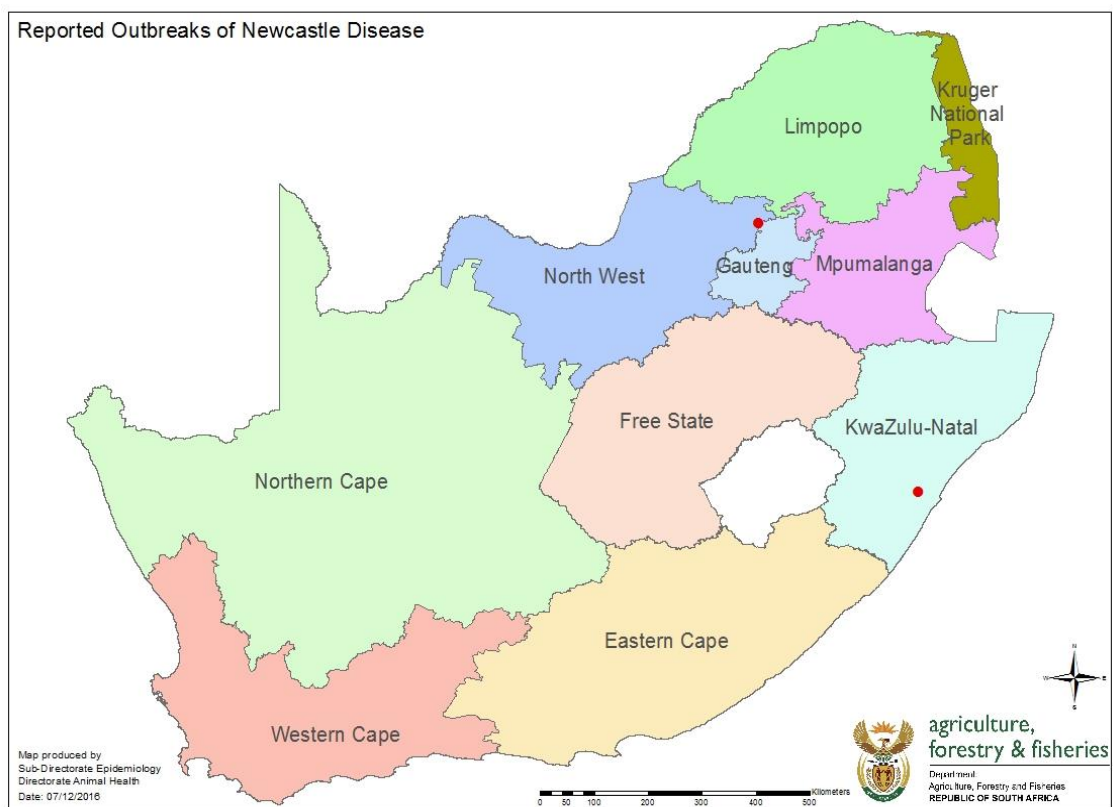 Reported Outbreaks of Newcastle Disease
Kruger
National
Park
Limpopo
North West
Gauteng
Mpumalanga
Free State
KwaZulu-Natal
Northern Cape
Eastern Cape
Western Cape
N
W
E
S
Map produced by
Sub-Directorate Epidemiology
Directorate Animal Health
Date: 07/12/2016
Kilometers
0 50 100 200 300 400 500
agriculture,
forestry & fisheries
Department:
Agriculture, Forestry and Fisheries
REPUBLIC OF SOUTH AFRICA